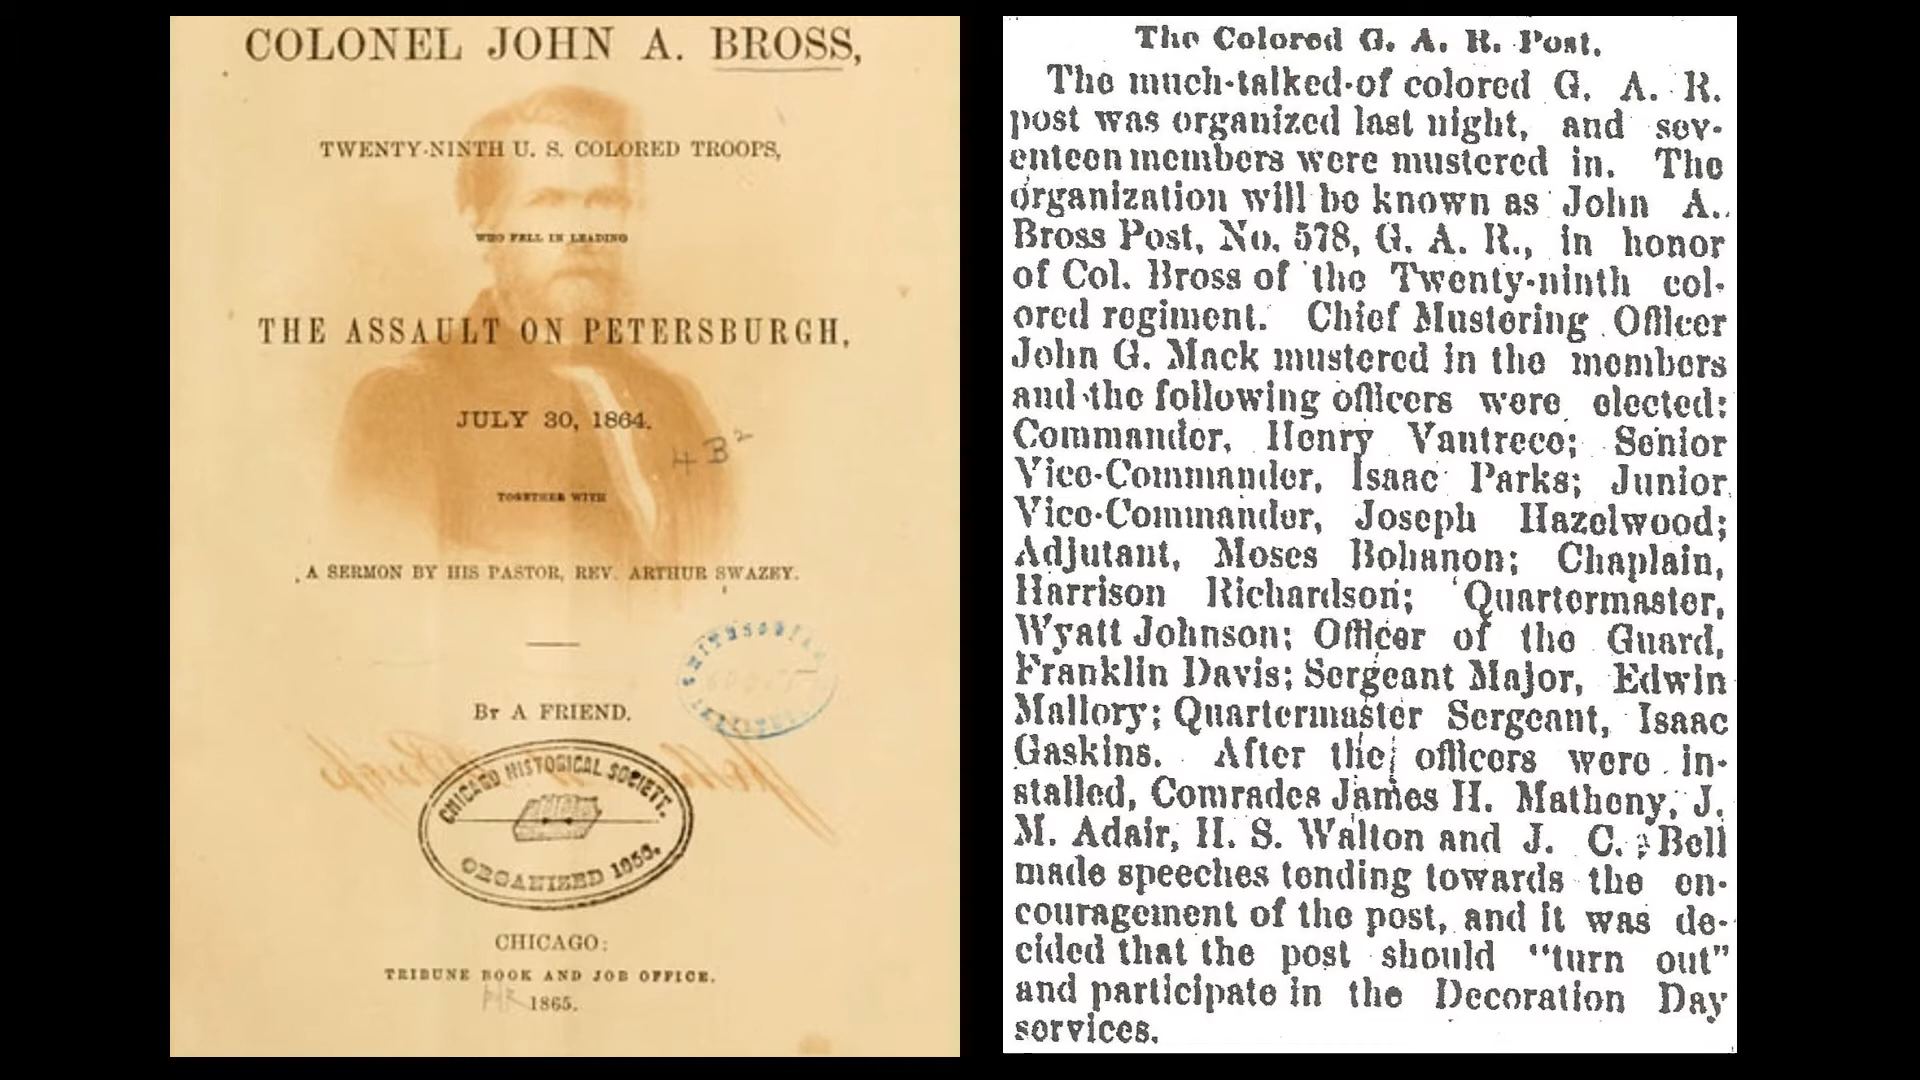 COLONEL JOHN A. BROSS,
TWENTY-NINTH U. S. COLORED TROOPS,
WHO FELL IN LEADING
THE ASSAULT ON PETERSBURGH,
JULY 30, 1864.
4 B2
TOGETHER WITH
A SERMON BY HIS PASTOR, REV. ARTHUR SWAZEY.
BY A FRIEND.
CHICAGO HISTORICAL SOCIETY.
ORGANIZED 1856.
CHICAGO:
TRIBUNE BOOK AND JOB OFFICE.
1865.
The Colored G. A. R. Post.
The much-talked-of colored G. A. R.
post was organized last night, and sev-
enteen members were mustered in. The
organization will be known as John A.
Bross Post, No. 578, G. A. R., in honor
of Col. Bross of the Twenty-ninth col-
ored regiment. Chief Mustering Officer
John G. Mack mustered in the members
and the following officers were elected:
Commander, Henry Vantrece; Senior
Vice-Commander, Isaac Parks; Junior
Vice-Commander, Joseph Hazelwood;
Adjutant, Moses Bohanon; Chaplain,
Harrison Richardson; Quartermaster,
Wyatt Johnson; Officer of the Guard,
Franklin Davis; Sergeant Major, Edwin
Mallory; Quartermaster Sergeant, Isaac
Gaskins. After the officers were in-
stalled, Comrades James H. Matheny, J.
M. Adair, H. S. Walton and J. C. Bell
made speeches tending towards the en-
couragement of the post, and it was de-
cided that the post should "turn out"
and participate in the Decoration Day
services.